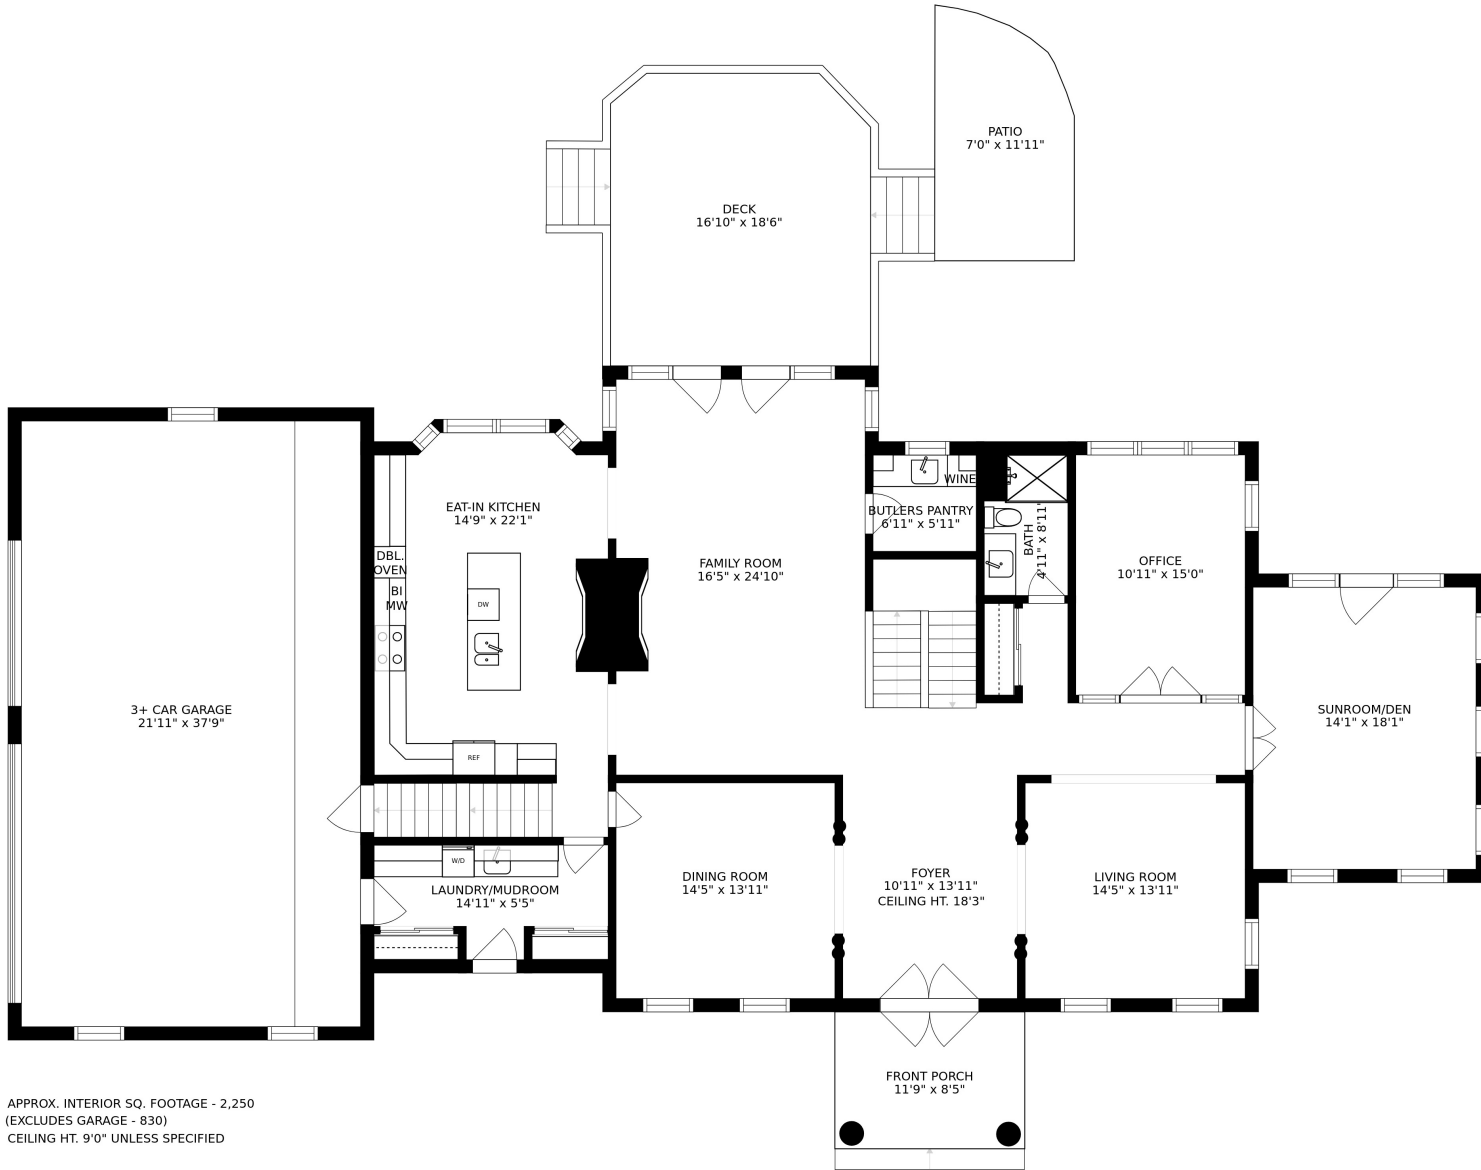 PATIO
7'0" x 11'11"
DECK
16'10" x 18'6"
EAT-IN KITCHEN
14'9" x 22'1"
WINE
BUTLERS PANTRY
6'11" x 5'11"
BATH
4'11" x 8'11"
DBL.
OVEN
BI
MW
DW
FAMILY ROOM
16'5" x 24'10"
OFFICE
10'11" x 15'0"
3+ CAR GARAGE
21'11" x 37'9"
SUNROOM/DEN
14'1" x 18'1"
REF
W/D
LAUNDRY/MUDROOM
14'11" x 5'5"
DINING ROOM
14'5" x 13'11"
FOYER
10'11" x 13'11"
CEILING HT. 18'3"
LIVING ROOM
14'5" x 13'11"
FRONT PORCH
11'9" x 8'5"
APPROX. INTERIOR SQ. FOOTAGE - 2,250
(EXCLUDES GARAGE - 830)
CEILING HT. 9'0" UNLESS SPECIFIED